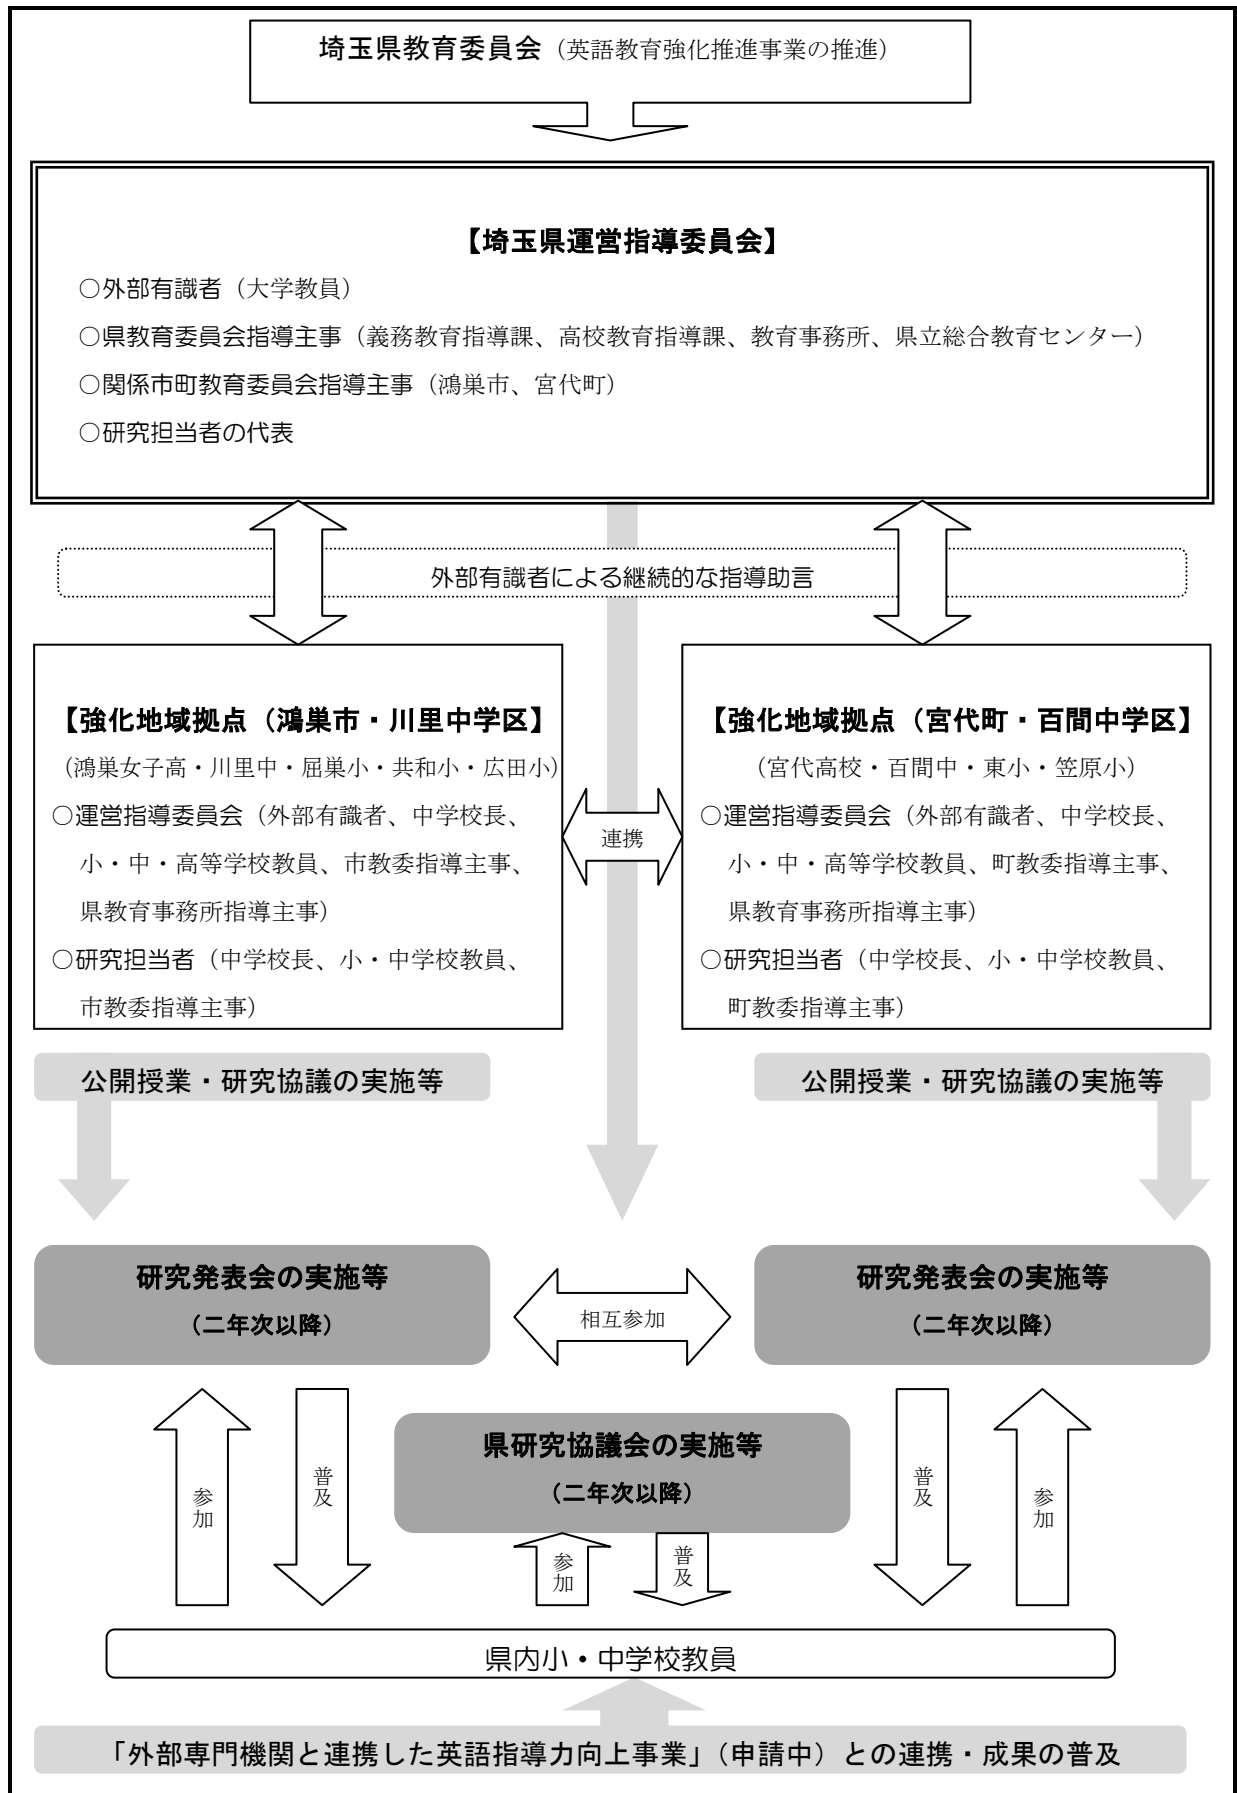 埼玉県教育委員会（英語教育強化推進事業の推進）
【埼玉県運営指導委員会】
○外部有識者（大学教員）
○県教育委員会指導主事（義務教育指導課、高校教育指導課、教育事務所、県立総合教育センター）
○関係市町教育委員会指導主事（鴻巣市、宮代町）
○研究担当者の代表
外部有識者による継続的な指導助言
【強化地域拠点（鴻巣市・川里中学区】
（鴻巣女子高・川里中・屈巣小・共和小・広田小）
○運営指導委員会（外部有識者、中学校長、
小・中・高等学校教員、市教委指導主事、
県教育事務所指導主事）
○研究担当者（中学校長、小・中学校教員、
市教委指導主事）
連携
【強化地域拠点（宮代町・百間中学区】
（宮代高校・百間中・東小・笠原小）
○運営指導委員会（外部有識者、中学校長、
小・中・高等学校教員、町教委指導主事、
県教育事務所指導主事）
○研究担当者（中学校長、小・中学校教員、
町教委指導主事）
公開授業・研究協議の実施等
公開授業・研究協議の実施等
研究発表会の実施等
（二年次以降）
相互参加
研究発表会の実施等
（二年次以降）
県研究協議会の実施等
（二年次以降）
参加
普及
参加
普及
普及
参加
県内小・中学校教員
「外部専門機関と連携した英語指導力向上事業」（申請中）との連携・成果の普及